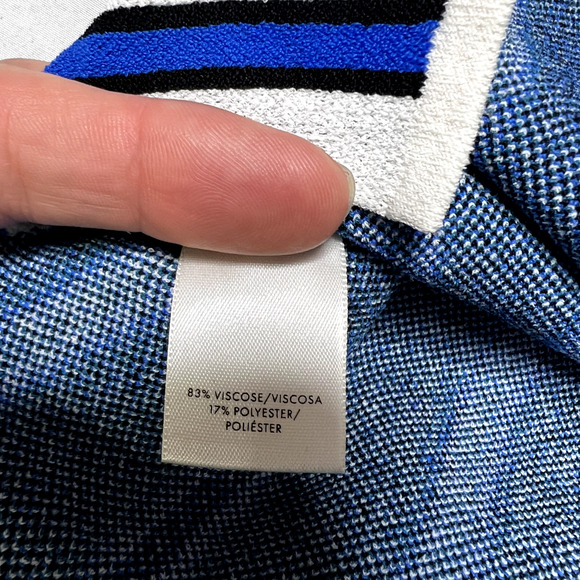 83% VISCOSE/VISCOSA
17% POLYESTER/
POLIÉSTER